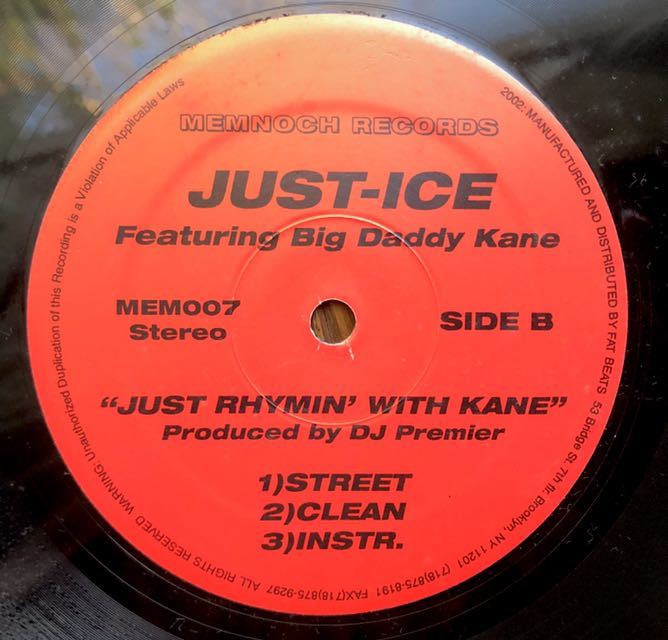 MEMNOCH RECORDS
JUST-ICE
Featuring Big Daddy Kane
MEM007
Stereo
SIDE B
“JUST RHYMIN’ WITH KANE”
Produced by DJ Premier
1)STREET
2)CLEAN
3)INSTR.
2002: MANUFACTURED AND DISTRIBUTED BY FAT BEATS 53 Bridge St. 7th flr. Brooklyn, NY 11201 (718)875-8191 FAX(718)875-9297 ALL RIGHTS RESERVED WARNING: Unauthorized Duplication of this Recording is a Violation of Applicable Laws